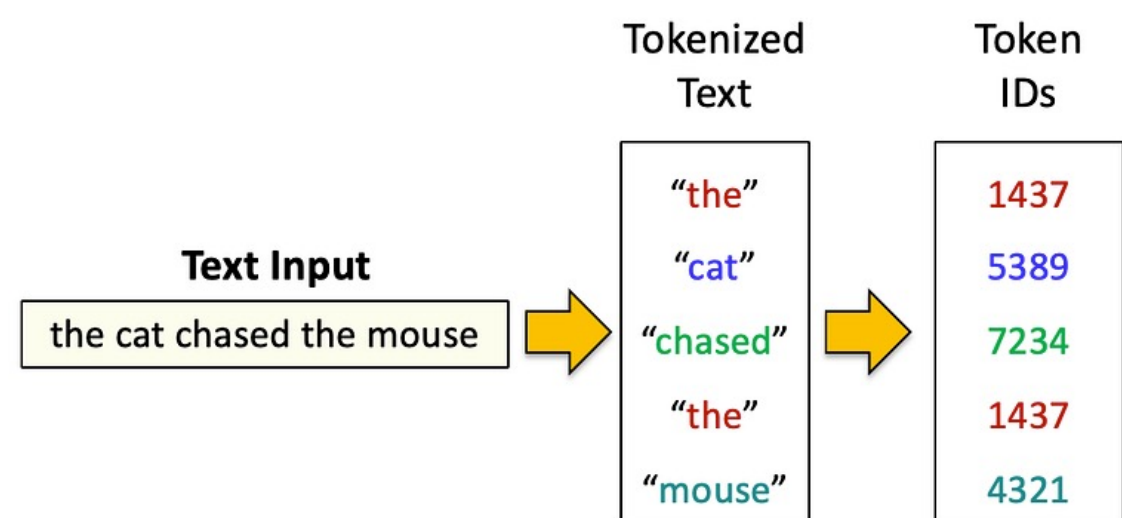 Tokenized
Text
Token
IDs
Text Input
the cat chased the mouse
“the”
“cat”
“chased”
“the”
“mouse”
1437
5389
7234
1437
4321